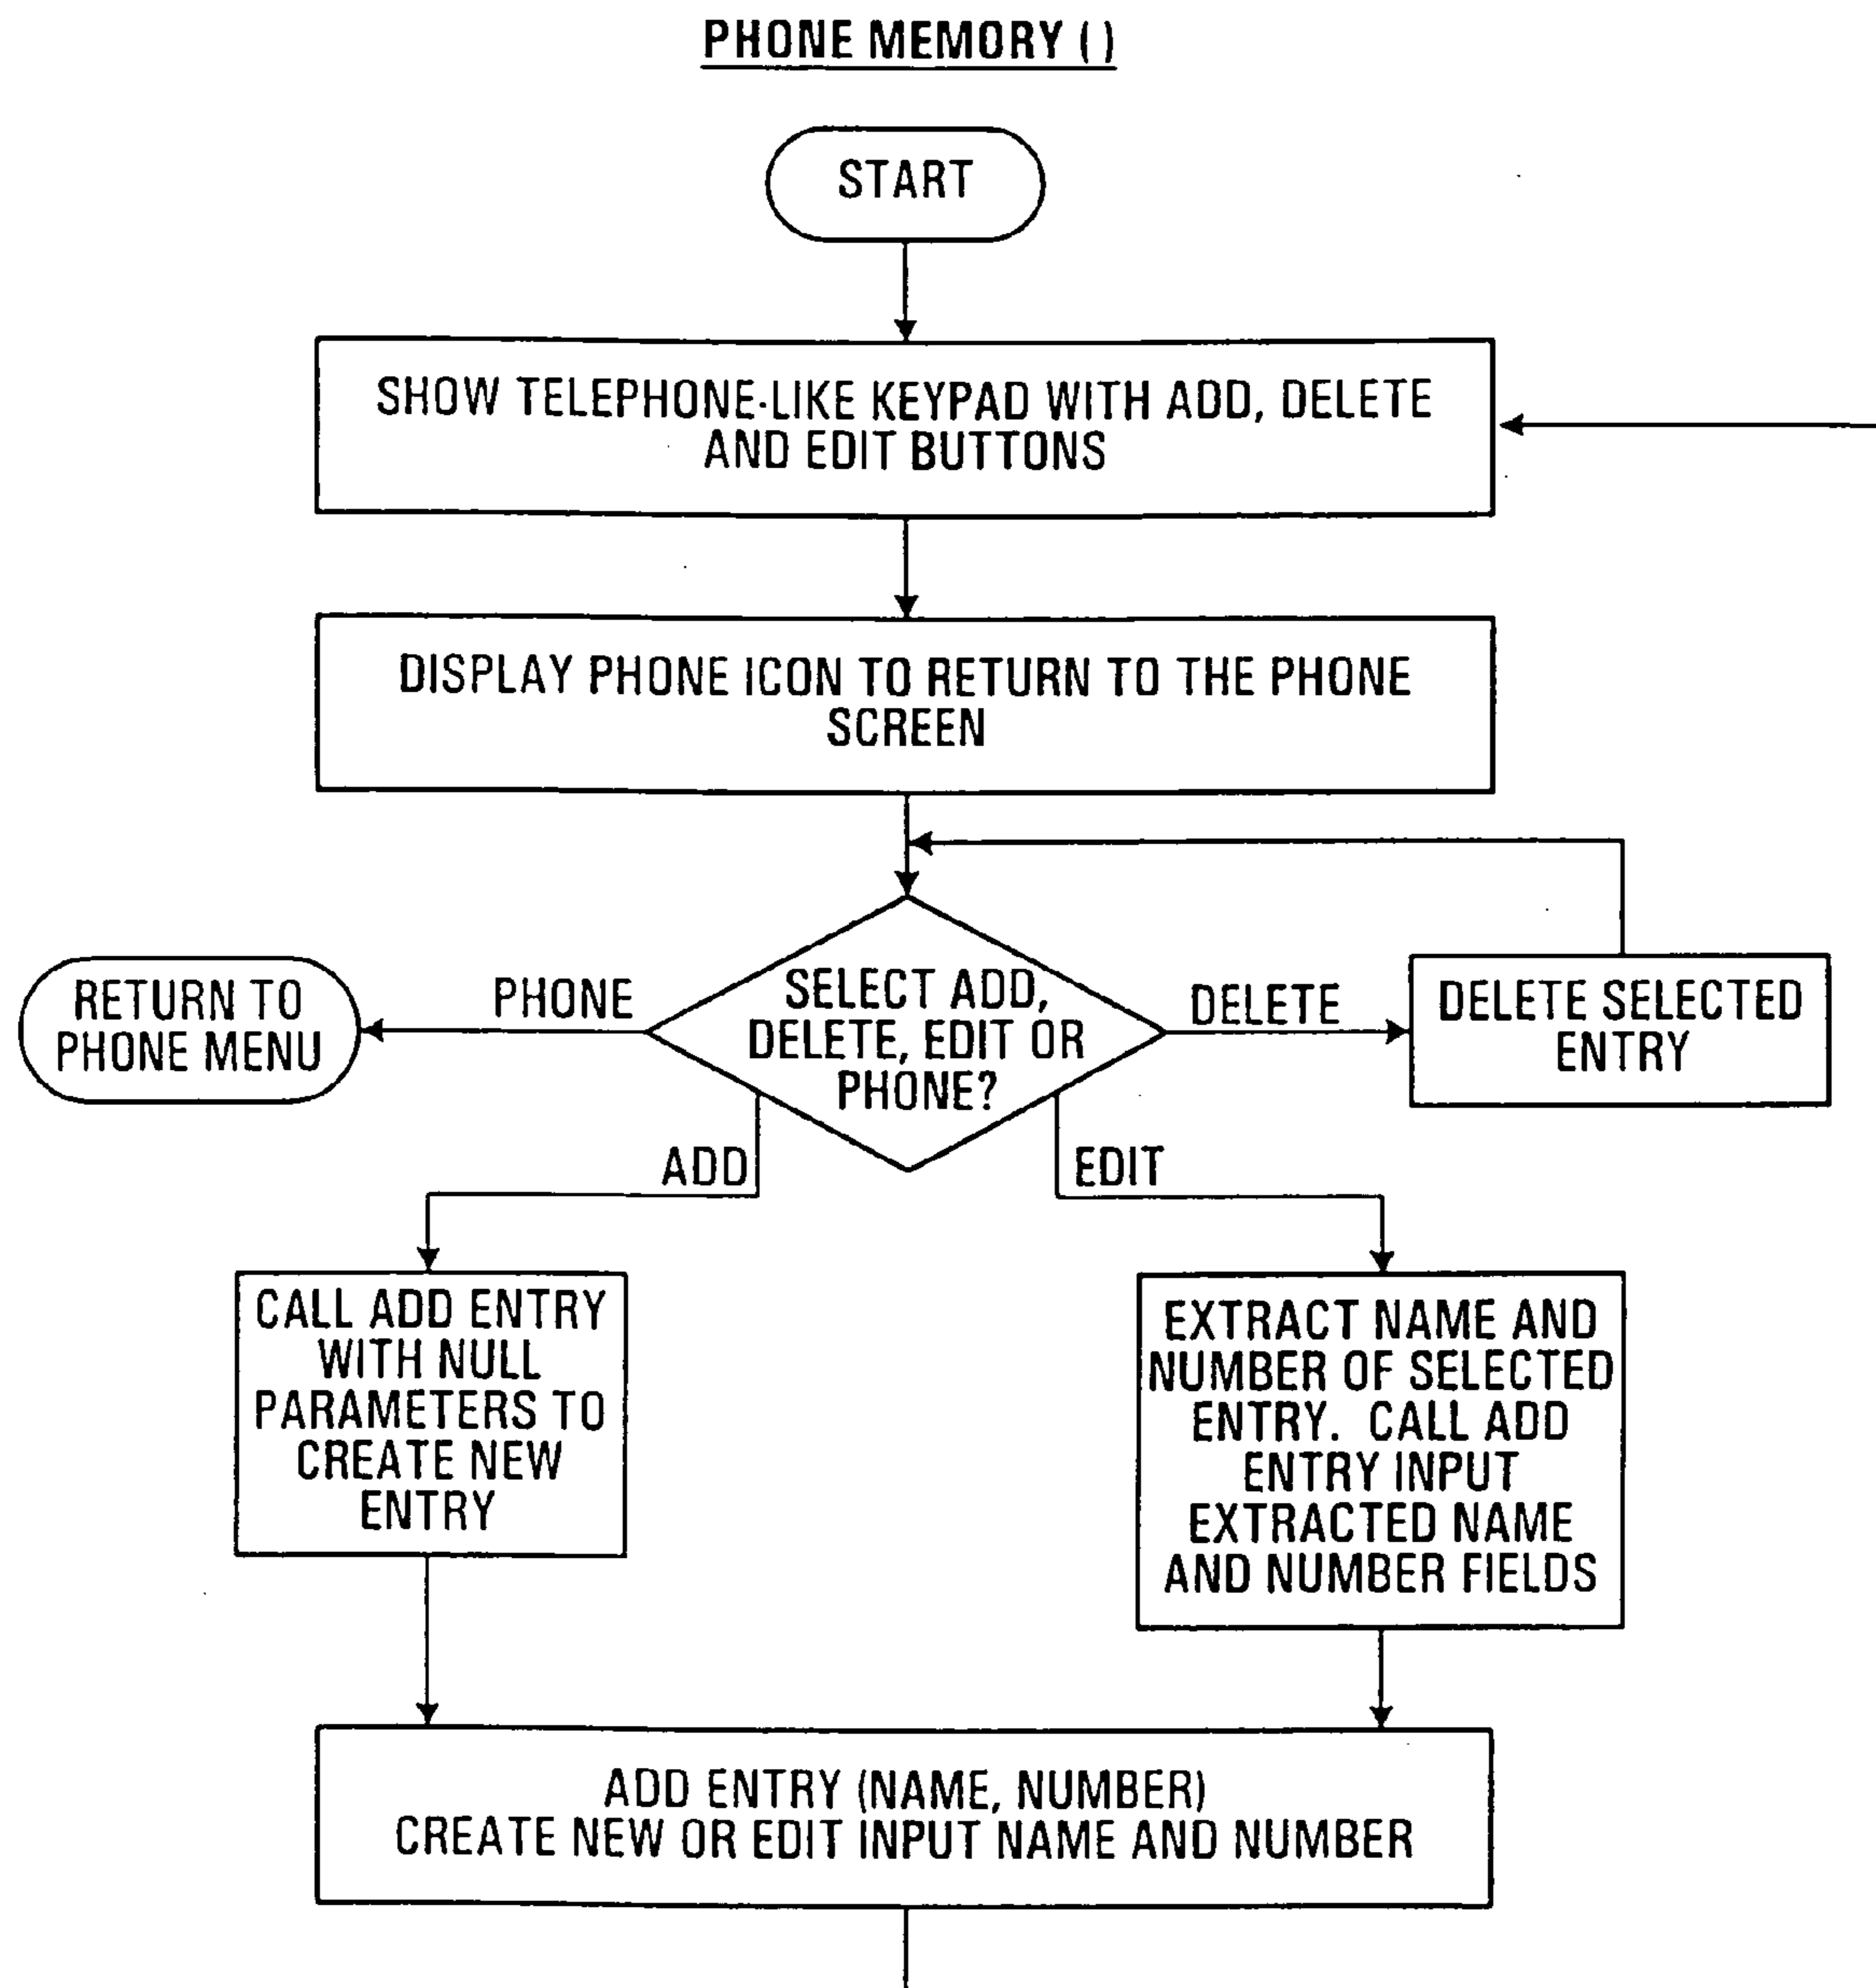 PHONE MEMORY ( )
START
SHOW TELEPHONE-LIKE KEYPAD WITH ADD, DELETE
AND EDIT BUTTONS
DISPLAY PHONE ICON TO RETURN TO THE PHONE
SCREEN
RETURN TO
PHONE MENU
PHONE
SELECT ADD,
DELETE, EDIT OR
PHONE?
DELETE
DELETE SELECTED
ENTRY
ADD
EDIT
CALL ADD ENTRY
WITH NULL
PARAMETERS TO
CREATE NEW
ENTRY
EXTRACT NAME AND
NUMBER OF SELECTED
ENTRY. CALL ADD
ENTRY INPUT
EXTRACTED NAME
AND NUMBER FIELDS
ADD ENTRY (NAME, NUMBER)
CREATE NEW OR EDIT INPUT NAME AND NUMBER